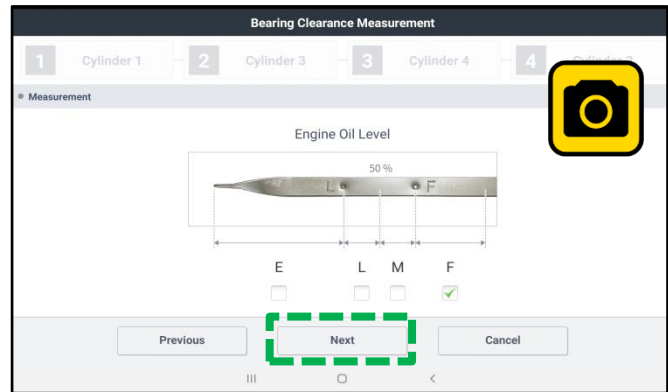 Bearing Clearance Measurement
1 Cylinder 1 2 Cylinder 3 3 Cylinder 4 4
Measurement
Engine Oil Level
50 %
L F
E L M F
Previous Next Cancel